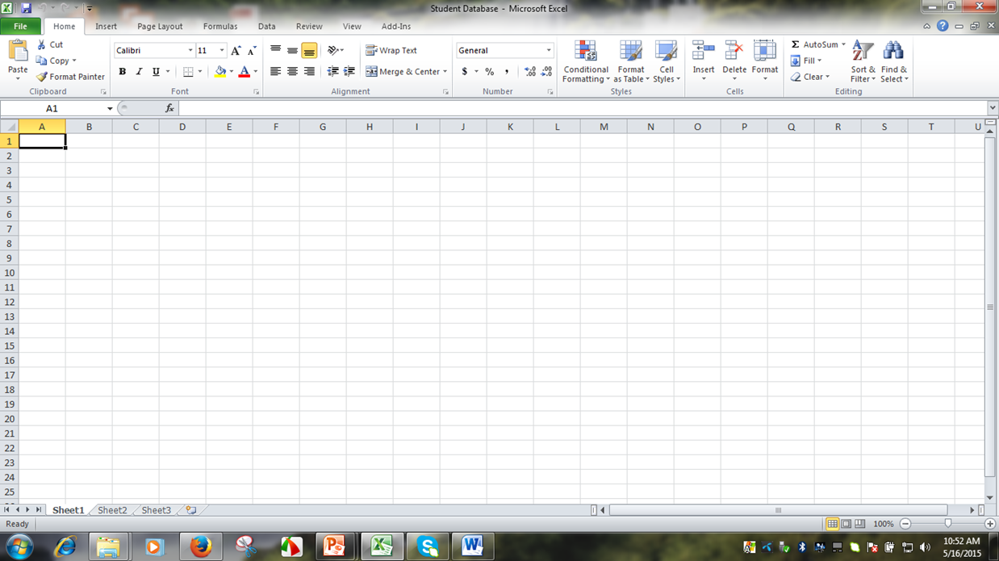 Student Database - Microsoft Excel
File Home Insert Page Layout Formulas Data Review View Add-Ins
Paste
Cut
Copy
Format Painter
Clipboard
Calibri 11
B I U
Font
Wrap Text
Merge & Center
Alignment
General
$ % ,
Number
Conditional Formatting
Format as Table
Cell Styles
Styles
Insert Delete Format
Cells
AutoSum
Fill
Clear
Sort & Filter
Find & Select
Editing
A1 fx
A B C D E F G H I J K L M N O P Q R S T U
1
2
3
4
5
6
7
8
9
10
11
12
13
14
15
16
17
18
19
20
21
22
23
24
25
Sheet1 Sheet2 Sheet3
Ready 100%
10:52 AM
5/16/2015